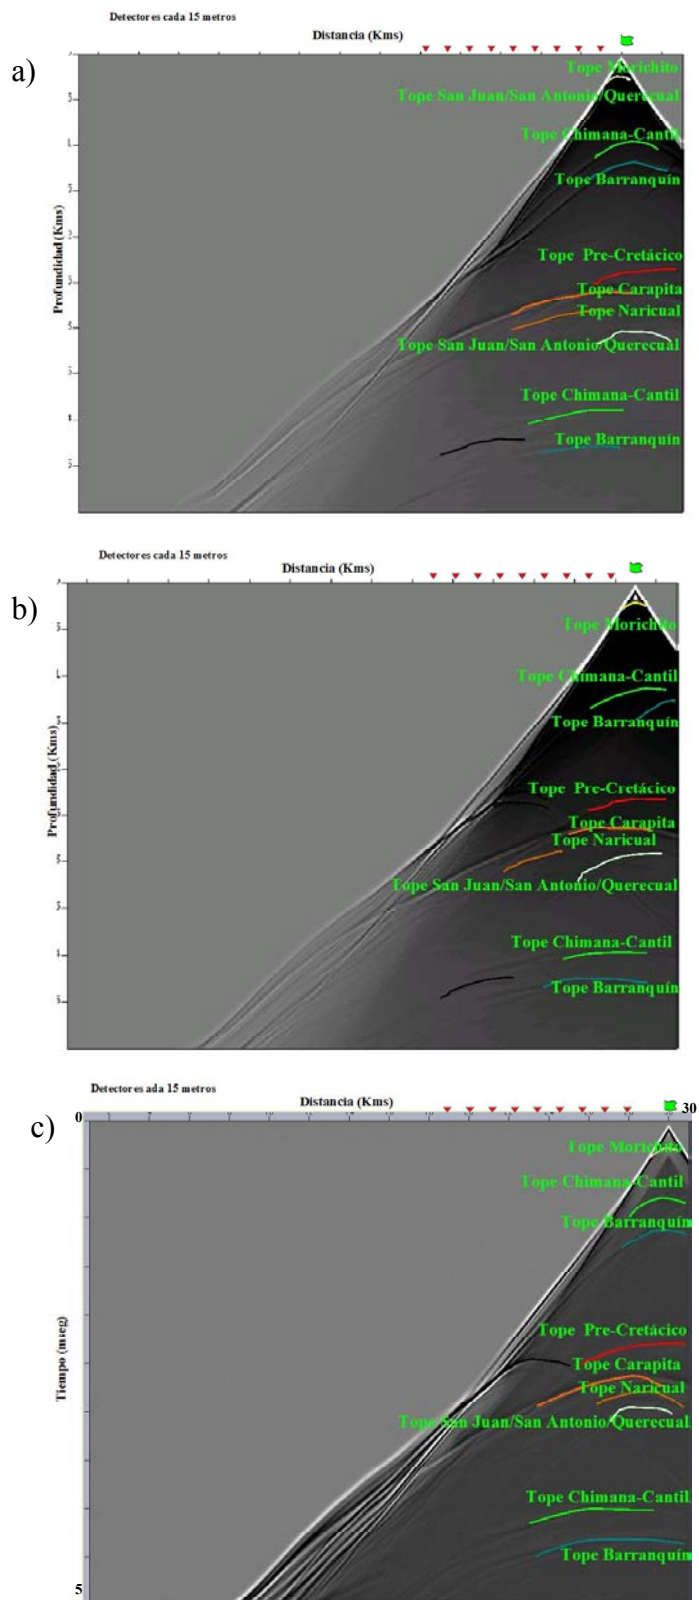 Detectores cada 15 metros
Distancia (Kms)
a)
Tope Morichito
Tope San Juan/San Antonio/Querecual
Tope Chimana-Cantil
Tope Barranquín
Profundidad (Kms)
Tope Pre-Cretácico
Tope Carapita
Tope Naricual
Tope San Juan/San Antonio/Querecual
Tope Chimana-Cantil
Tope Barranquín
Detectores cada 15 metros
Distancia (Kms)
b)
Tope Morichito
Tope Chimana-Cantil
Tope Barranquín
Profundidad (Kms)
Tope Pre-Cretácico
Tope Carapita
Tope Naricual
Tope San Juan/San Antonio/Querecual
Tope Chimana-Cantil
Tope Barranquín
Detectores ada 15 metros
Distancia (Kms)
0
30
c)
Tope Morichito
Tope Chimana-Cantil
Tope Barranquín
Tiempo (mseg)
Tope Pre-Cretácico
Tope Carapita
Tope Naricual
Tope San Juan/San Antonio/Querecual
Tope Chimana-Cantil
Tope Barranquín
5